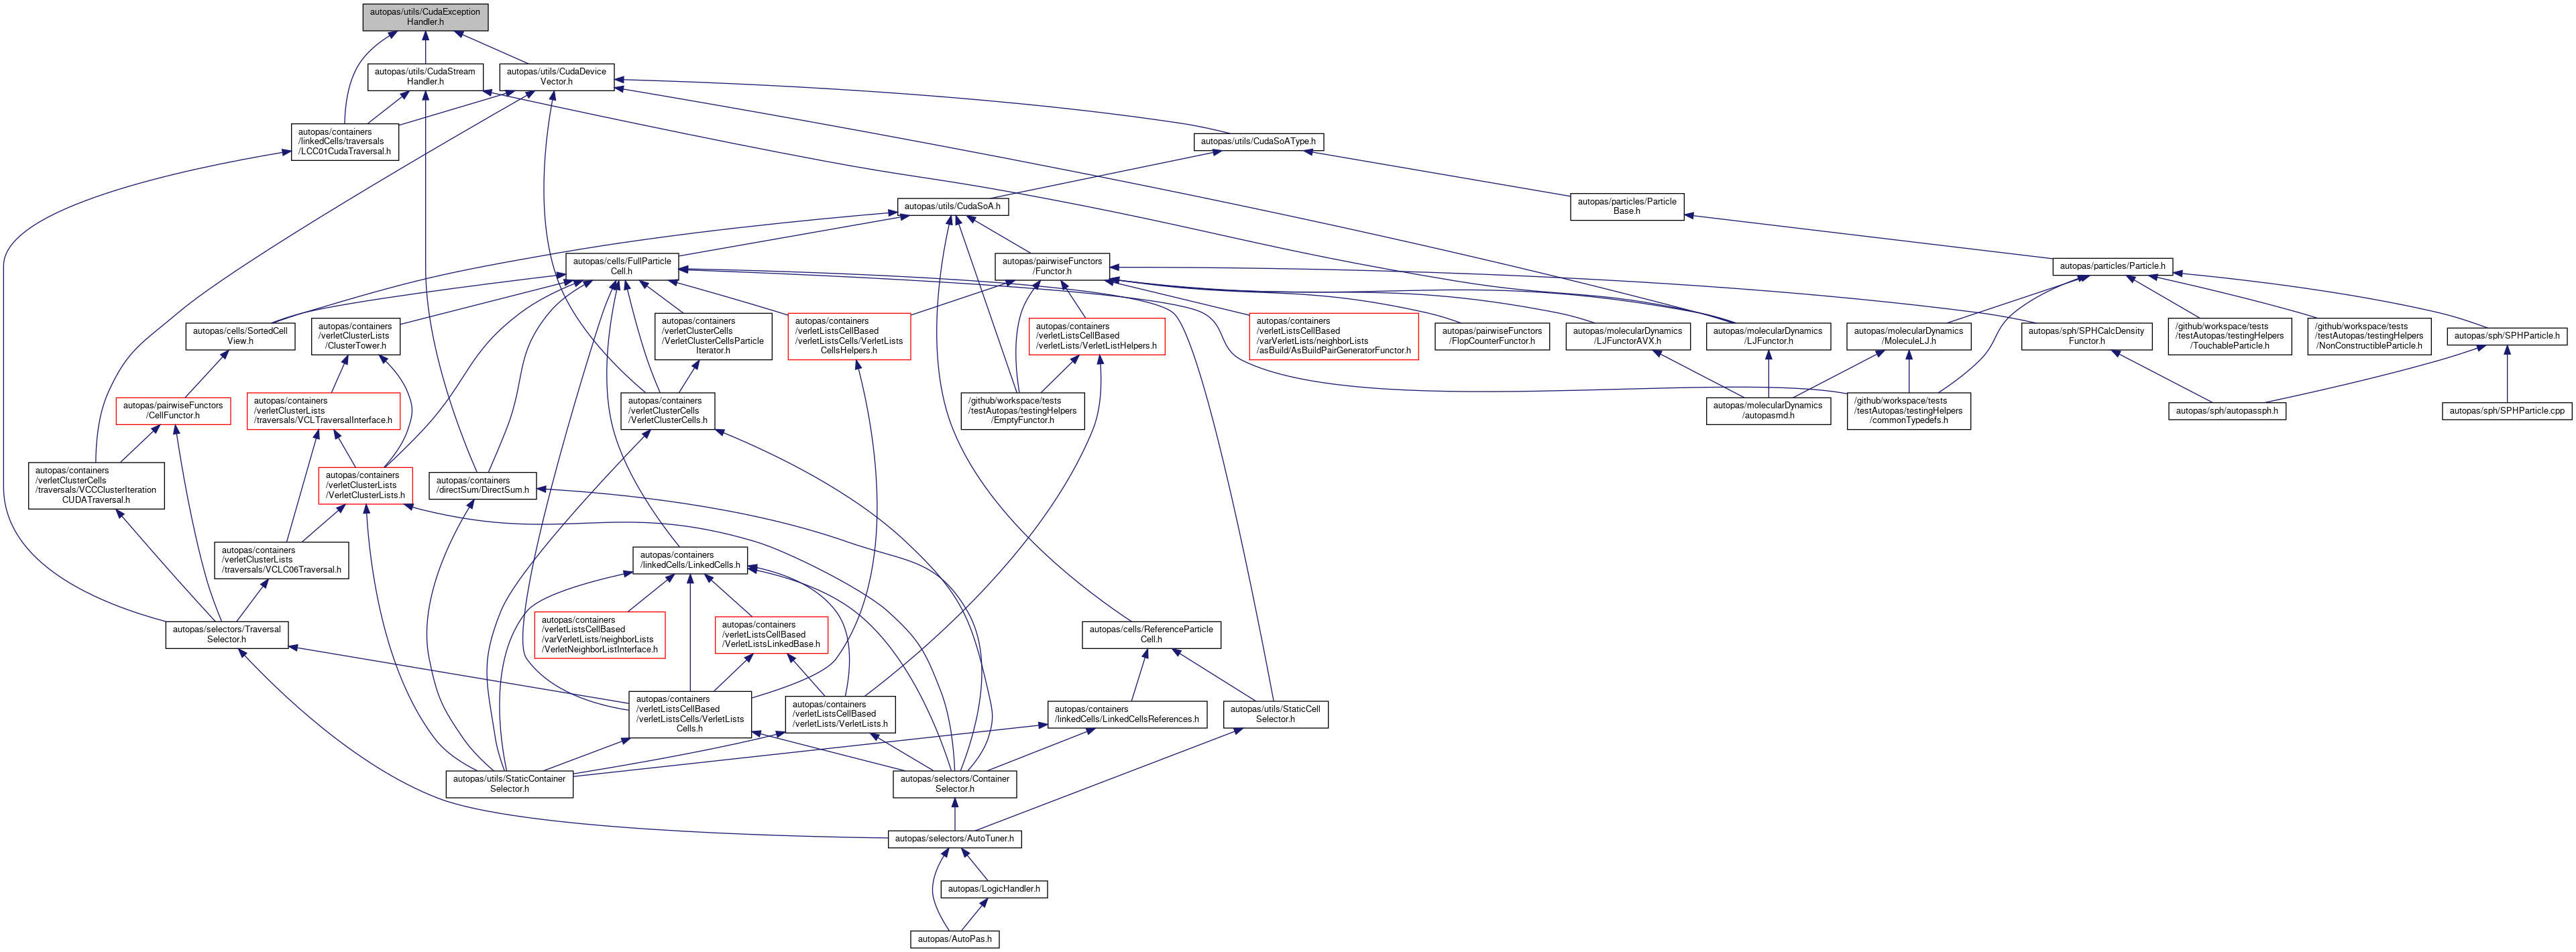 autopas/utils/CudaException
Handler.h
autopas/utils/CudaStream
Handler.h
autopas/utils/CudaDevice
Vector.h
autopas/containers
/linkedCells/traversals
/LCC01CudaTraversal.h
autopas/utils/CudaSoAType.h
autopas/utils/CudaSoA.h
autopas/particles/Particle
Base.h
autopas/cells/FullParticle
Cell.h
autopas/pairwiseFunctors
/Functor.h
autopas/particles/Particle.h
autopas/cells/SortedCell
View.h
autopas/containers
/verletClusterLists
/ClusterTower.h
autopas/containers
/verletClusterCells
/VerletClusterCellsParticle
Iterator.h
autopas/containers
/verletListsCellBased
/verletListsCells/VerletLists
CellsHelpers.h
autopas/containers
/verletListsCellBased
/verletLists/VerletListHelpers.h
autopas/containers
/verletListsCellBased
/varVerletLists/neighborLists
/asBuild/AsBuildPairGeneratorFunctor.h
autopas/pairwiseFunctors
/FlopCounterFunctor.h
autopas/molecularDynamics
/LJFunctorAVX.h
autopas/molecularDynamics
/LJFunctor.h
autopas/molecularDynamics
/MoleculeLJ.h
autopas/sph/SPHCalcDensity
Functor.h
/github/workspace/tests
/testAutopas/testingHelpers
/TouchableParticle.h
/github/workspace/tests
/testAutopas/testingHelpers
/NonConstructibleParticle.h
autopas/sph/SPHParticle.h
autopas/pairwiseFunctors
/CellFunctor.h
autopas/containers
/verletClusterLists
/traversals/VCLTraversalInterface.h
autopas/containers
/verletClusterCells
/VerletClusterCells.h
/github/workspace/tests
/testAutopas/testingHelpers
/EmptyFunctor.h
autopas/molecularDynamics
/autopasmd.h
/github/workspace/tests
/testAutopas/testingHelpers
/commonTypedefs.h
autopas/sph/autopassph.h
autopas/sph/SPHParticle.cpp
autopas/containers
/verletClusterCells
/traversals/VCCClusterIteration
CUDATraversal.h
autopas/containers
/verletClusterLists
/VerletClusterLists.h
autopas/containers
/directSum/DirectSum.h
autopas/containers
/verletClusterLists
/traversals/VCLC06Traversal.h
autopas/containers
/linkedCells/LinkedCells.h
autopas/selectors/Traversal
Selector.h
autopas/containers
/verletListsCellBased
/varVerletLists/neighborLists
/VerletNeighborListInterface.h
autopas/containers
/verletListsCellBased
/VerletListsLinkedBase.h
autopas/cells/ReferenceParticle
Cell.h
autopas/containers
/verletListsCellBased
/verletListsCells/VerletLists
Cells.h
autopas/containers
/verletListsCellBased
/verletLists/VerletLists.h
autopas/containers
/linkedCells/LinkedCellsReferences.h
autopas/utils/StaticCell
Selector.h
autopas/utils/StaticContainer
Selector.h
autopas/selectors/Container
Selector.h
autopas/selectors/AutoTuner.h
autopas/LogicHandler.h
autopas/AutoPas.h